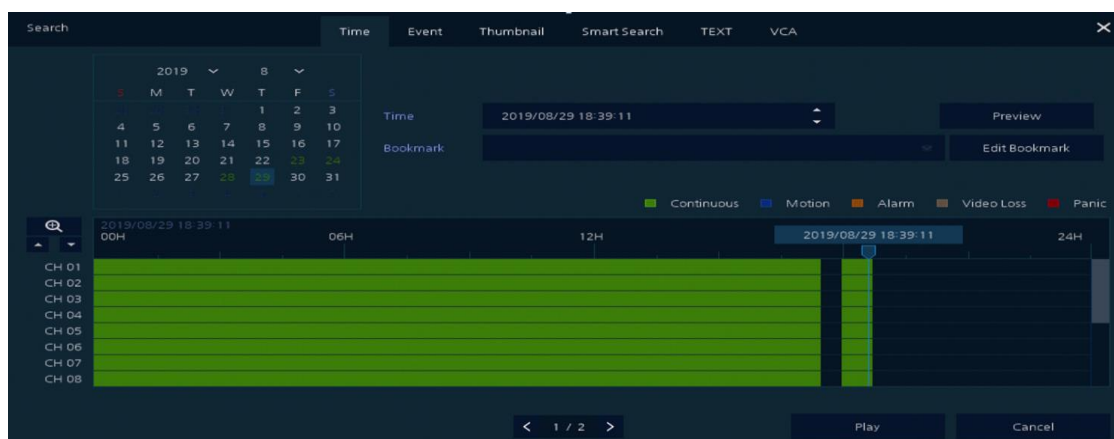 Search
Time Event Thumbnail Smart Search TEXT VCA
2019 8
S M T W T F S
1 2 3
4 5 6 7 8 9 10
11 12 13 14 15 16 17
18 19 20 21 22 23 24
25 26 27 28 29 30 31
Time 2019/08/29 18:39:11 Preview
Bookmark Edit Bookmark
Continuous Motion Alarm Video Loss Panic
2019/08/29 18:39:11
00H 06H 12H 2019/08/29 18:39:11 24H
CH 01
CH 02
CH 03
CH 04
CH 05
CH 06
CH 07
CH 08
< 1 / 2 > Play Cancel